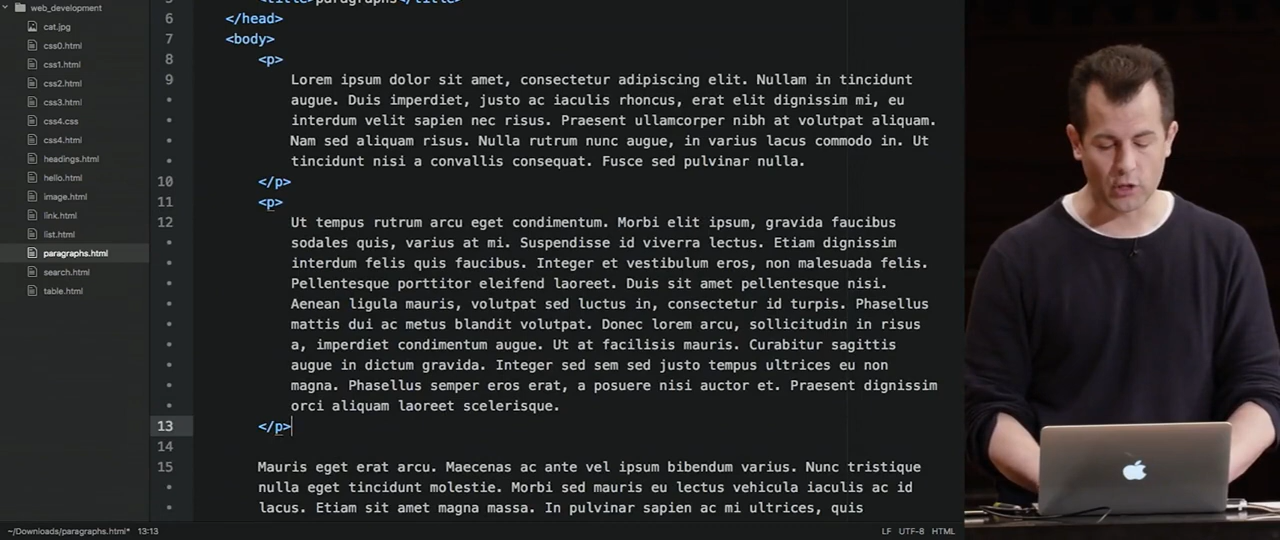 web_development
cat.jpg
css0.html
css1.html
css2.html
css3.html
css4.css
css4.html
headings.html
hello.html
image.html
link.html
list.html
paragraphs.html
search.html
table.html
5 <title>paragraphs</title>
6 </head>
7 <body>
8 <p>
9 Lorem ipsum dolor sit amet, consectetur adipiscing elit. Nullam in tincidunt
augue. Duis imperdiet, justo ac iaculis rhoncus, erat elit dignissim mi, eu
interdum velit sapien nec risus. Praesent ullamcorper nibh at volutpat aliquam.
Nam sed aliquam risus. Nulla rutrum nunc augue, in varius lacus commodo in. Ut
tincidunt nisi a convallis consequat. Fusce sed pulvinar nulla.
10 </p>
11 <p>
12 Ut tempus rutrum arcu eget condimentum. Morbi elit ipsum, gravida faucibus
sodales quis, varius at mi. Suspendisse id viverra lectus. Etiam dignissim
interdum felis quis faucibus. Integer et vestibulum eros, non malesuada felis.
Pellentesque porttitor eleifend laoreet. Duis sit amet pellentesque nisi.
Aenean ligula mauris, volutpat sed luctus in, consectetur id turpis. Phasellus
mattis dui ac metus blandit volutpat. Donec lorem arcu, sollicitudin in risus
a, imperdiet condimentum augue. Ut at facilisis mauris. Curabitur sagittis
augue in dictum gravida. Integer sed sem sed justo tempus ultrices eu non
magna. Phasellus semper eros erat, a posuere nisi auctor et. Praesent dignissim
orci aliquam laoreet scelerisque.
13 </p>
14
15 Mauris eget erat arcu. Maecenas ac ante vel ipsum bibendum varius. Nunc tristique
nulla eget tincidunt molestie. Morbi sed mauris eu lectus vehicula iaculis ac id
lacus. Etiam sit amet magna massa. In pulvinar sapien ac mi ultrices, quis
~/Downloads/paragraphs.html* 13:13 LF UTF-8 HTML